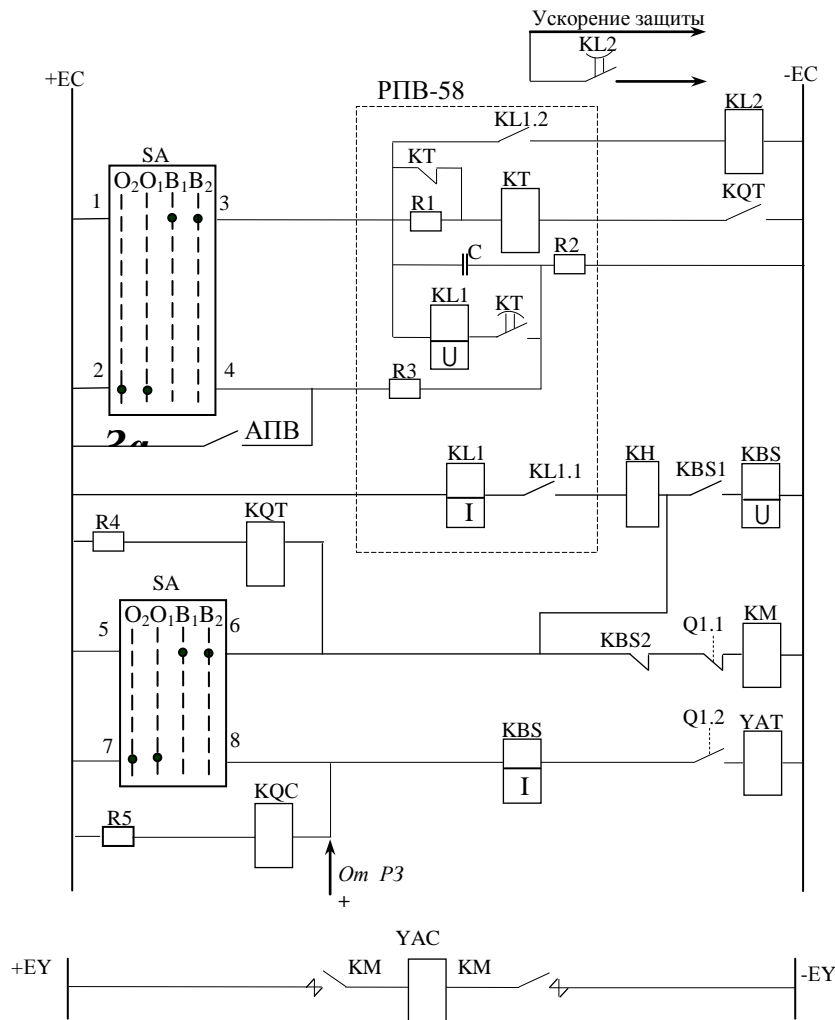 Ускорение защиты
KL2
+EC
-EC
РПВ-58
KL1.2
KL2
SA
KT
O₂O₁B₁B₂
KT
KQT
1
3
R1
C
R2
KL1
KT
U
2
4
R3
АПВ
KL1
KL1.1
KH
KBS1
KBS
I
U
R4
KQT
SA
O₂O₁B₁B₂
5
6
KBS2
Q1.1
KM
7
8
KBS
Q1.2
YAT
I
R5
KQC
От РЗ
+
YAC
+EY
KM
KM
-EY